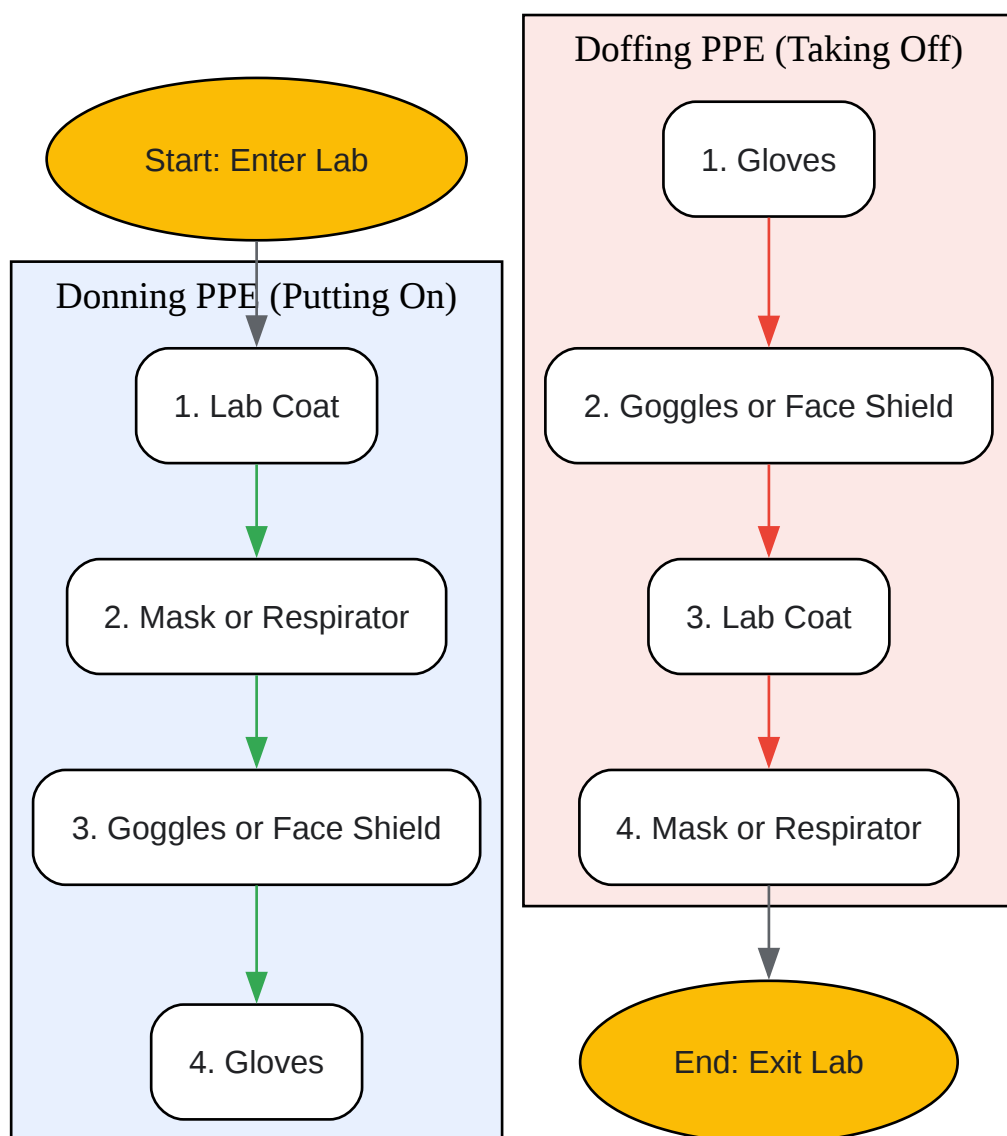 Start: Enter Lab
Donning PPE (Putting On)
1. Lab Coat
2. Mask or Respirator
3. Goggles or Face Shield
4. Gloves
Doffing PPE (Taking Off)
1. Gloves
2. Goggles or Face Shield
3. Lab Coat
4. Mask or Respirator
End: Exit Lab